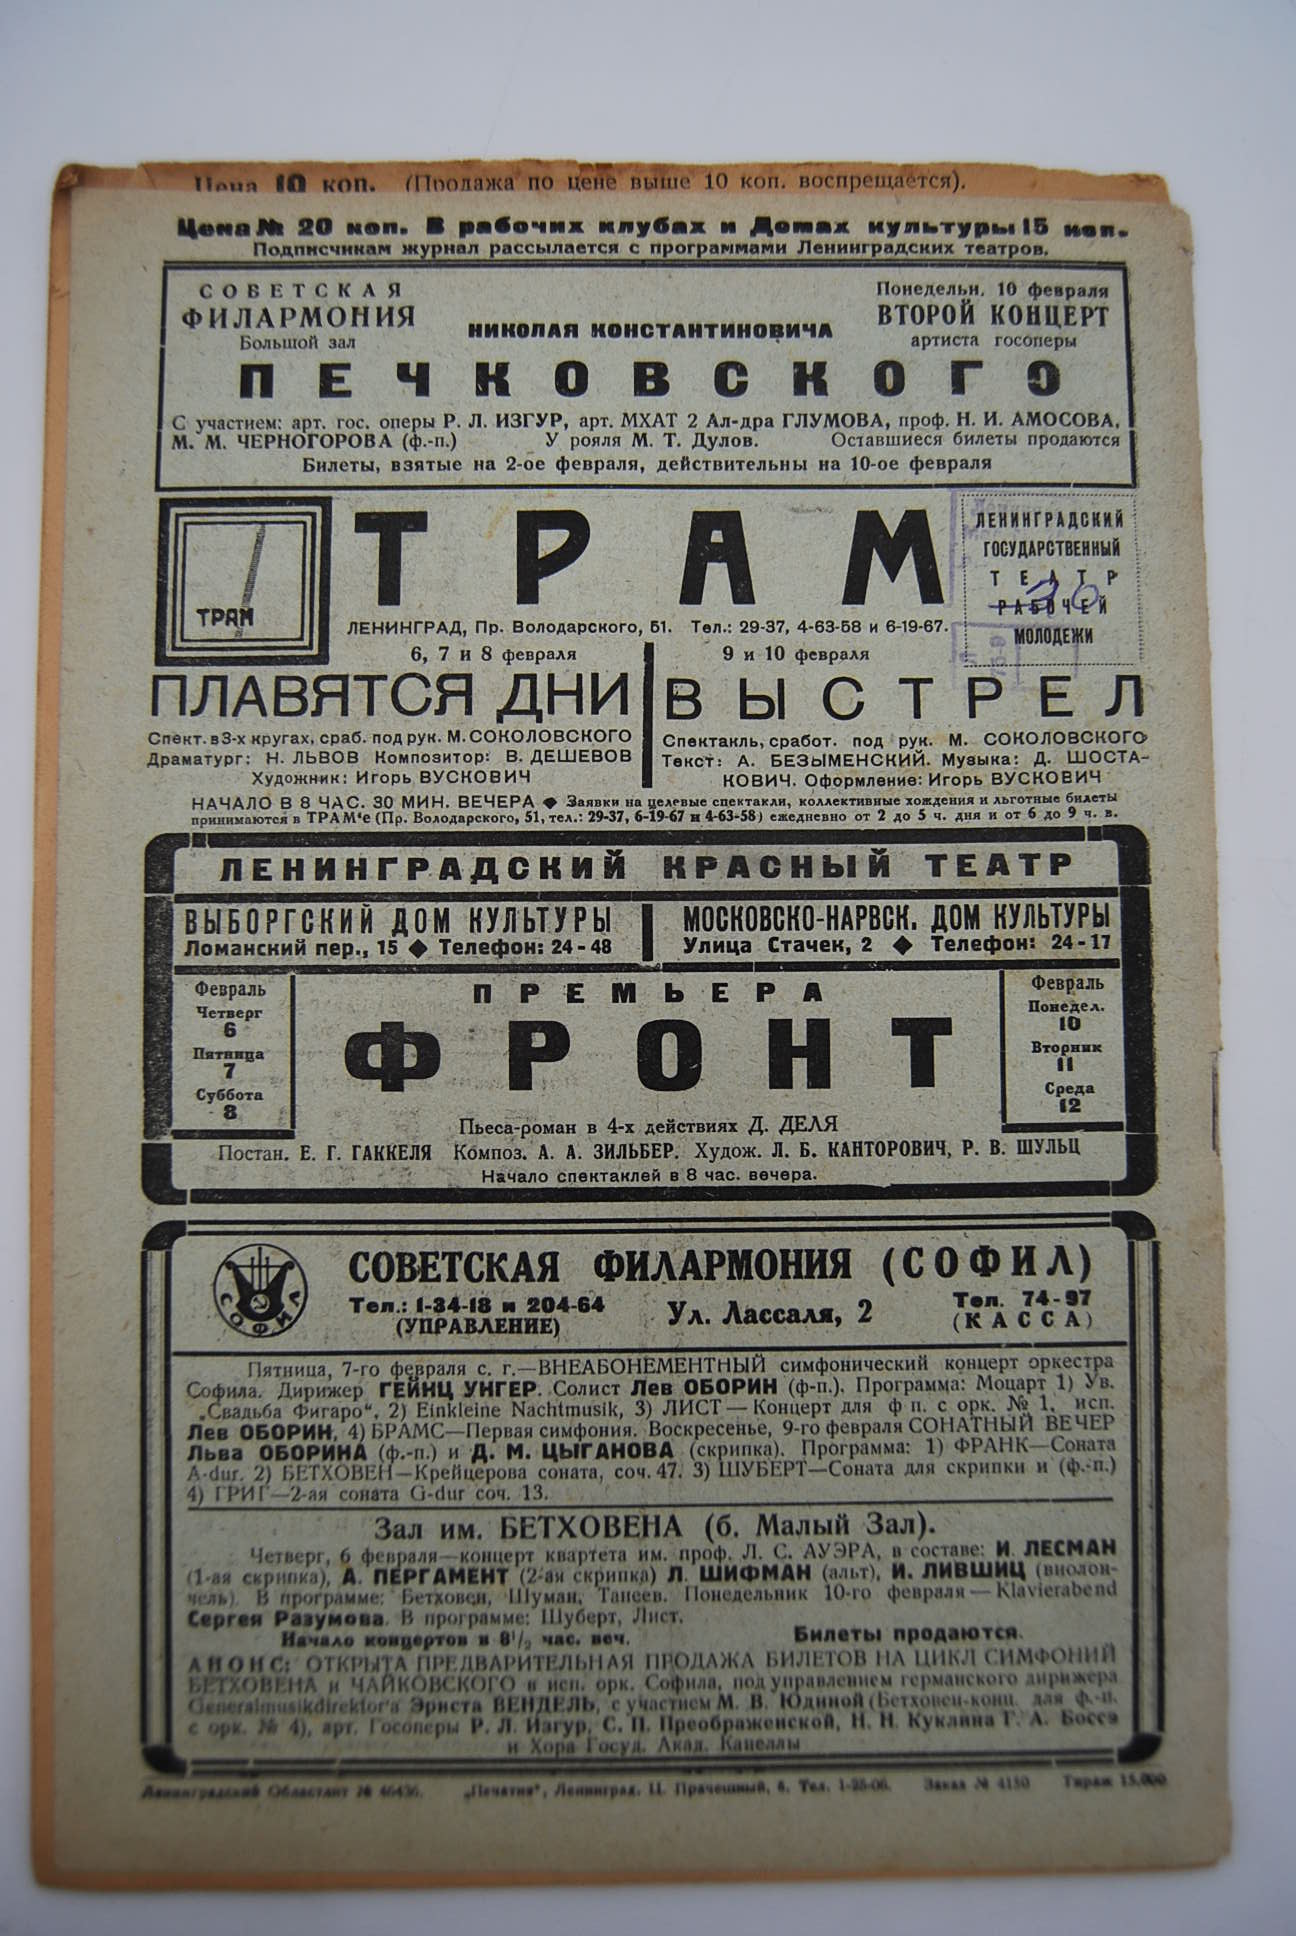 Цена 10 коп. (Продажа по цене выше 10 коп. воспрещается).
Цена № 20 коп. В рабочих клубах и Домах культуры 15 коп.
Подписчикам журнал рассылается с программами Ленинградских театров.
СОВЕТСКАЯ
ФИЛАРМОНИЯ
Большой зал
НИКОЛАЯ КОНСТАНТИНОВИЧА
Понедельн. 10 февраля
ВТОРОЙ КОНЦЕРТ
артиста госоперы
ПЕЧКОВСКОГО
С участием: арт. гос. оперы Р. Л. ИЗГУР, арт. МХАТ 2 Ал-дра ГЛУМОВА, проф. Н. И. АМОСОВА,
М. М. ЧЕРНОГОРОВА (ф.-п.) У рояля М. Т. Дулов. Оставшиеся билеты продаются
Билеты, взятые на 2-ое февраля, действительны на 10-ое февраля
ТРАМ
ТРАМ
ЛЕНИНГРАДСКИЙ
ГОСУДАРСТВЕННЫЙ
ТЕАТР
РАБОЧЕЙ
МОЛОДЕЖИ
ЛЕНИНГРАД, Пр. Володарского, 51. Тел.: 29-37, 4-63-58 и 6-19-67.
6, 7 и 8 февраля
ПЛАВЯТСЯ ДНИ
Спект. в 3-х кругах, сраб. под рук. М. СОКОЛОВСКОГО
Драматург: Н. ЛЬВОВ Композитор: В. ДЕШЕВОВ
Художник: Игорь ВУСКОВИЧ
9 и 10 февраля
ВЫСТРЕЛ
Спектакль, сработ. под рук. М. СОКОЛОВСКОГО
Текст: А. БЕЗЫМЕНСКИЙ. Музыка: Д. ШОСТА-
КОВИЧ. Оформление: Игорь ВУСКОВИЧ
НАЧАЛО В 8 ЧАС. 30 МИН. ВЕЧЕРА ◆ Заявки на целевые спектакли, коллективные хождения и льготные билеты
принимаются в ТРАМ'е (Пр. Володарского, 51, тел.: 29-37, 6-19-67 и 4-63-58) ежедневно от 2 до 5 ч. дня и от 6 до 9 ч. в.
ЛЕНИНГРАДСКИЙ КРАСНЫЙ ТЕАТР
ВЫБОРГСКИЙ ДОМ КУЛЬТУРЫ
Ломанский пер., 15 ◆ Телефон: 24-48
МОСКОВСКО-НАРВСК. ДОМ КУЛЬТУРЫ
Улица Стачек, 2 ◆ Телефон: 24-17
Февраль
Четверг
6
Пятница
7
Суббота
8
ПРЕМЬЕРА
ФРОНТ
Февраль
Понедел.
10
Вторник
11
Среда
12
Пьеса-роман в 4-х действиях Д. ДЕЛЯ
Постан. Е. Г. ГАККЕЛЯ Композ. А. А. ЗИЛЬБЕР. Худож. Л. Б. КАНТОРОВИЧ, Р. В. ШУЛЬЦ
Начало спектаклей в 8 час. вечера.
СОФИЛ
СОВЕТСКАЯ ФИЛАРМОНИЯ (СОФИЛ)
Тел.: 1-34-18 и 204-64
(УПРАВЛЕНИЕ)
Ул. Лассаля, 2
Тел. 74-97
(КАССА)
Пятница, 7-го февраля с. г.—ВНЕАБОНЕМЕНТНЫЙ симфонический концерт оркестра
Софила. Дирижер ГЕЙНЦ УНГЕР. Солист Лев ОБОРИН (ф-п.). Программа: Моцарт 1) Ув.
„Свадьба Фигаро“, 2) Einkleine Nachtmusik, 3) ЛИСТ—Концерт для ф п. с орк. № 1, исп.
Лев ОБОРИН, 4) БРАМС—Первая симфония. Воскресенье, 9-го февраля СОНАТНЫЙ ВЕЧЕР
Льва ОБОРИНА (ф.-п.) и Д. М. ЦЫГАНОВА (скрипка). Программа: 1) ФРАНК—Соната
A-dur. 2) БЕТХОВЕН—Крейцерова соната, соч. 47. 3) ШУБЕРТ—Соната для скрипки и (ф.-п.)
4) ГРИГ—2-ая соната G-dur соч. 13.
Зал им. БЕТХОВЕНА (б. Малый Зал).
Четверг, 6 февраля—концерт квартета им. проф. Л. С. АУЭРА, в составе: И. ЛЕСМАН
(1-ая скрипка), А. ПЕРГАМЕНТ (2-ая скрипка) Л. ШИФМАН (альт), И. ЛИВШИЦ (виолон-
чель). В программе: Бетховен, Шуман, Танеев. Понедельник 10-го февраля—Klavierabend
Сергея Разумова. В программе: Шуберт, Лист.
Начало концертов в 8½ час. веч. Билеты продаются.
АНОНС: ОТКРЫТА ПРЕДВАРИТЕЛЬНАЯ ПРОДАЖА БИЛЕТОВ НА ЦИКЛ СИМФОНИЙ
БЕТХОВЕНА и ЧАЙКОВСКОГО в исп. орк. Софила, под управлением германского дирижера
Generalmusikdirektor'a Эрнста ВЕНДЕЛЬ, с участием М. В. Юдиной (Бетховен-конц. для ф.-п.
с орк. № 4), арт. Госоперы Р. Л. Изгур, С. П. Преображенской, Н. Н. Куклина Г. А. Боссэ
и Хора Госуд. Акад. Капеллы
Ленинградский Областлит № 46436. „Печатня“, Ленинград, Ц. Прачешный, 6. Тел. 1-28-06. Заказ № 4150 Тираж 15.000